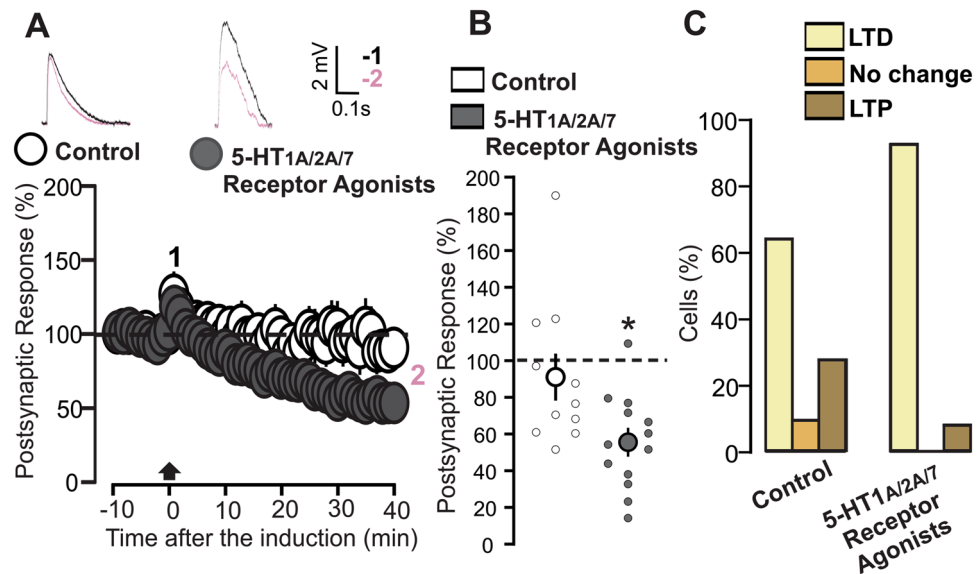 A
2 mV
-1
-2
0.1s
Control
5-HT1A/2A/7
Receptor Agonists
Postsynaptic Response (%)
200
150
100
50
0
1
2
-10
0
10
20
30
40
Time after the induction (min)
B
Control
5-HT1A/2A/7
Receptor Agonists
Postsynaptic Response (%)
200
180
160
140
120
100
80
60
40
20
0
*
C
LTD
No change
LTP
Cells (%)
100
80
60
40
20
0
Control
5-HT1A/2A/7
Receptor
Agonists